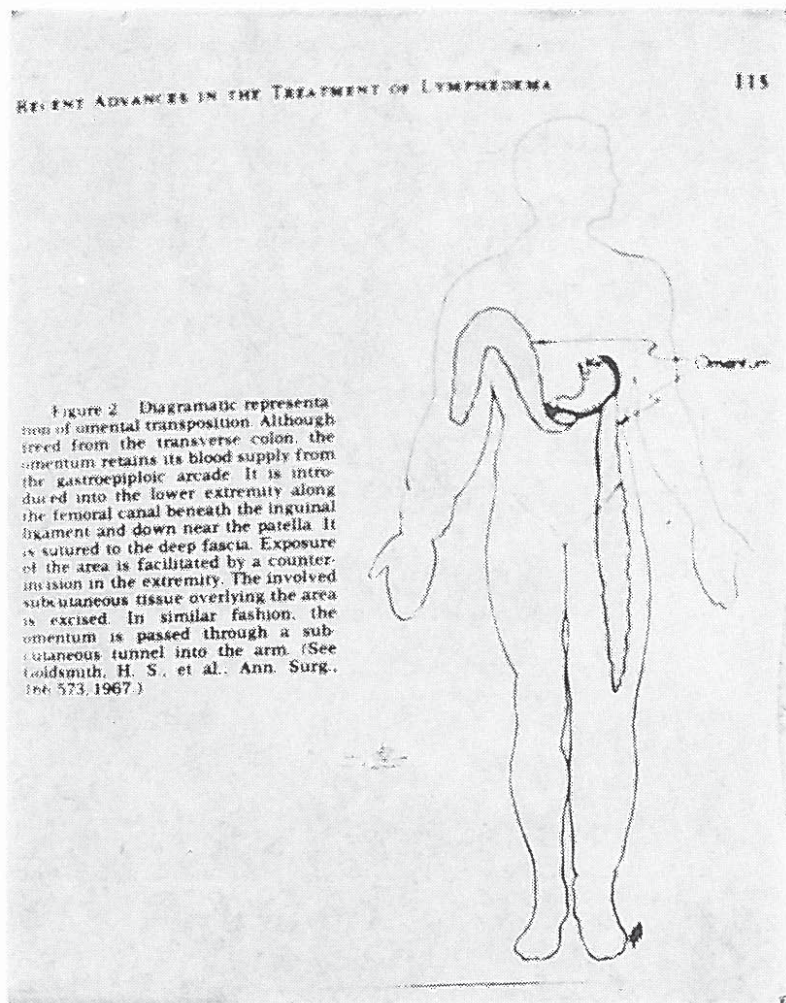 RECENT ADVANCES IN THE TREATMENT OF LYMPHEDEMA
115
Omentum
Figure 2 Diagramatic representa
tion of omental transposition. Although
freed from the transverse colon, the
omentum retains its blood supply from
the gastroepiploic arcade. It is intro-
duced into the lower extremity along
the femoral canal beneath the inguinal
ligament and down near the patella. It
is sutured to the deep fascia. Exposure
of the area is facilitated by a counter-
incision in the extremity. The involved
subcutaneous tissue overlying the area
is excised. In similar fashion, the
omentum is passed through a sub-
cutaneous tunnel into the arm. (See
Goldsmith, H. S., et al., Ann. Surg.,
166 573, 1967.)